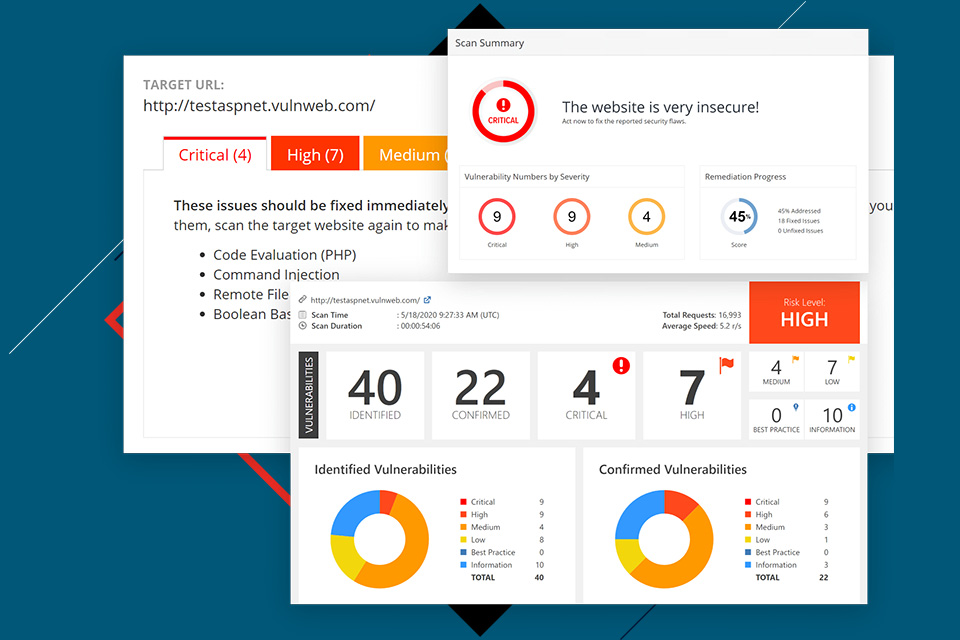 TARGET URL:
http://testaspnet.vulnweb.com/
Critical (4)
High (7)
Medium (
These issues should be fixed immediately
you
them, scan the target website again to
Code Evaluation (PHP)
Command Injection
Remote File
Boolean
Scan Summary
CRITICAL
The website is very insecure!
Act now to fix the reported security flaws.
Vulnerability Numbers by Severity
9
9
4
Critical
High
Medium
Remediation Progress
45%
Score
45% Addressed
18 Fixed Issues
0 Unfixed Issues
http://testaspnet.vulnweb.com/
Scan Time : 5/18/2020 9:27:33 AM (UTC)
Scan Duration : 00:00:54:06
Total Requests: 16,993
Average Speed: 5.2 r/s
Risk Level:
HIGH
VULNERABILITIES
40
IDENTIFIED
22
CONFIRMED
4
CRITICAL
7
HIGH
4
MEDIUM
7
LOW
0
BEST PRACTICE
10
INFORMATION
Identified Vulnerabilities
Critical 9
High 9
Medium 4
Low 8
Best Practice 0
Information 10
TOTAL 40
Confirmed Vulnerabilities
Critical 9
High 6
Medium 3
Low 1
Best Practice 0
Information 3
TOTAL 22